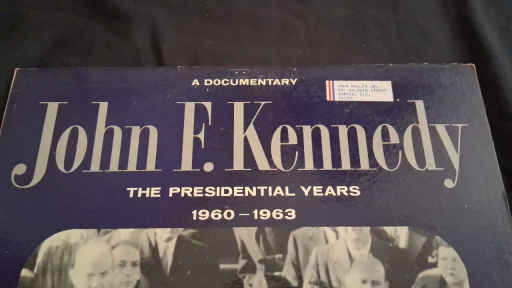 A DOCUMENTARY
John F. Kennedy
THE PRESIDENTIAL YEARS
1960 – 1963